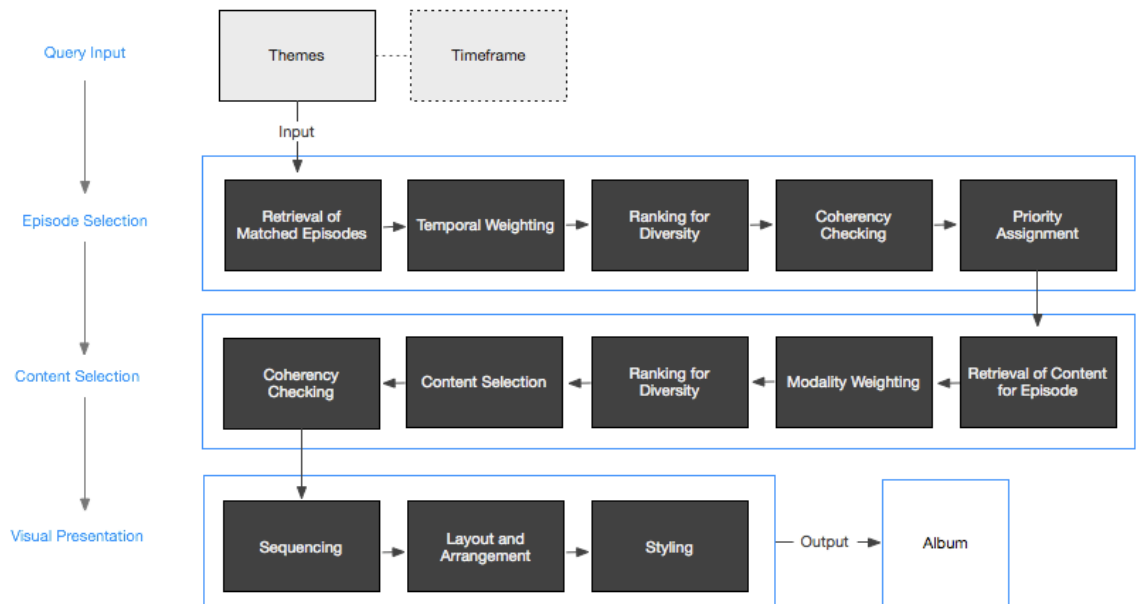 Query Input
Themes
Timeframe
Input
Episode Selection
Retrieval of
Matched Episodes
Temporal Weighting
Ranking for
Diversity
Coherency
Checking
Priority
Assignment
Content Selection
Coherency
Checking
Content Selection
Ranking for
Diversity
Modality Weighting
Retrieval of Content
for Episode
Visual Presentation
Sequencing
Layout and
Arrangement
Styling
Output
Album